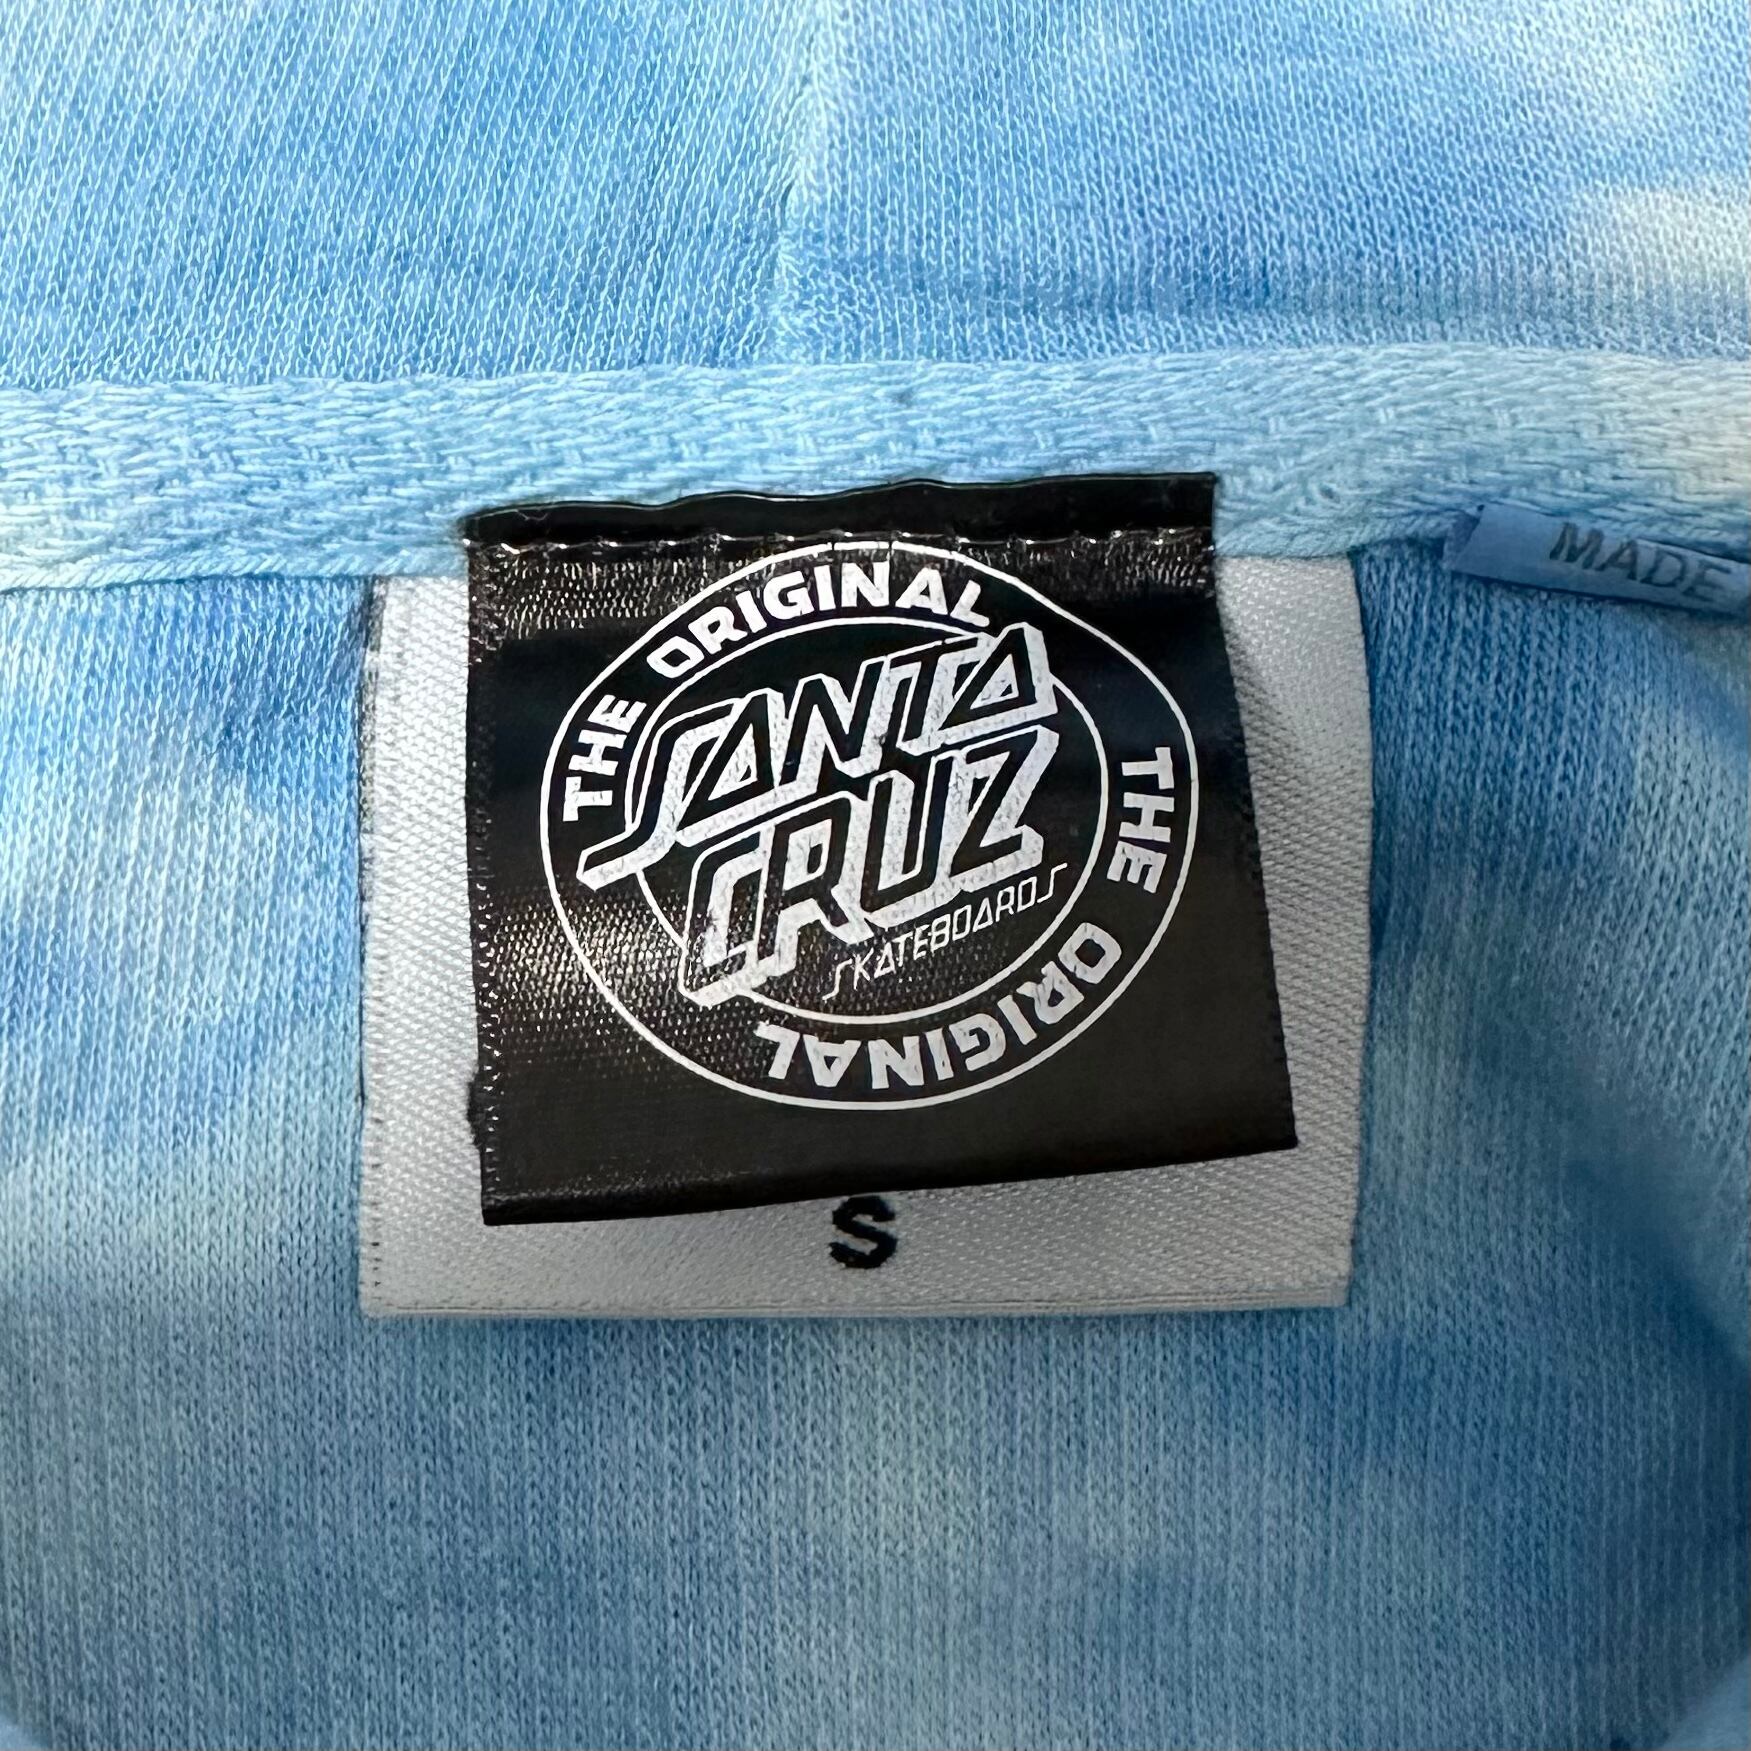 THE ORIGINAL
SANTA
CRUZ
SKATEBOARDS
THE ORIGINAL
S
MADE